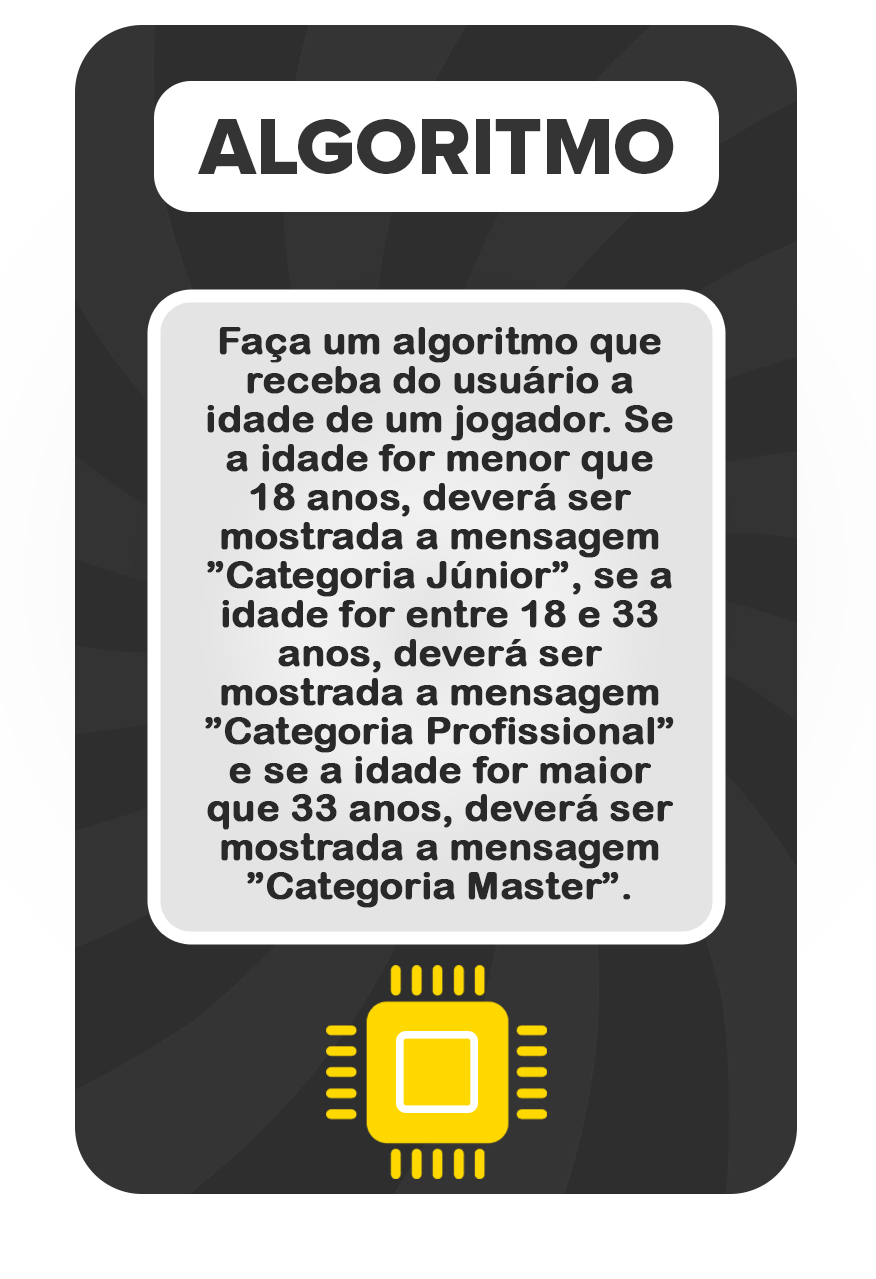 ALGORITMO
Faça um algoritmo que
receba do usuário a
idade de um jogador. Se
a idade for menor que
18 anos, deverá ser
mostrada a mensagem
”Categoria Júnior”, se a
idade for entre 18 e 33
anos, deverá ser
mostrada a mensagem
”Categoria Profissional”
e se a idade for maior
que 33 anos, deverá ser
mostrada a mensagem
”Categoria Master”.